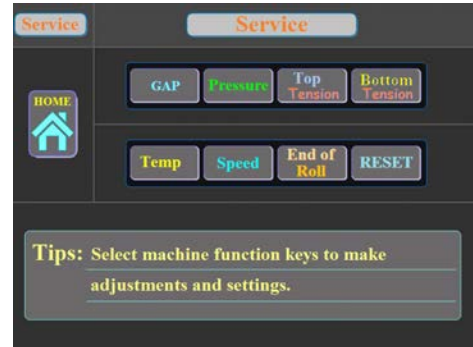 Service
Service
HOME
GAP
Pressure
Top
Tension
Bottom
Tension
Temp
Speed
End of
Roll
RESET
Tips: Select machine function keys to make
adjustments and settings.